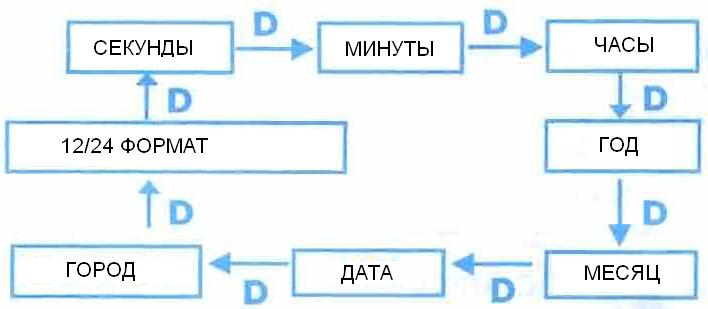 СЕКУНДЫ D МИНУТЫ D ЧАСЫ
D D
12/24 ФОРМАТ ГОД
D D
ГОРОД D ДАТА D МЕСЯЦ